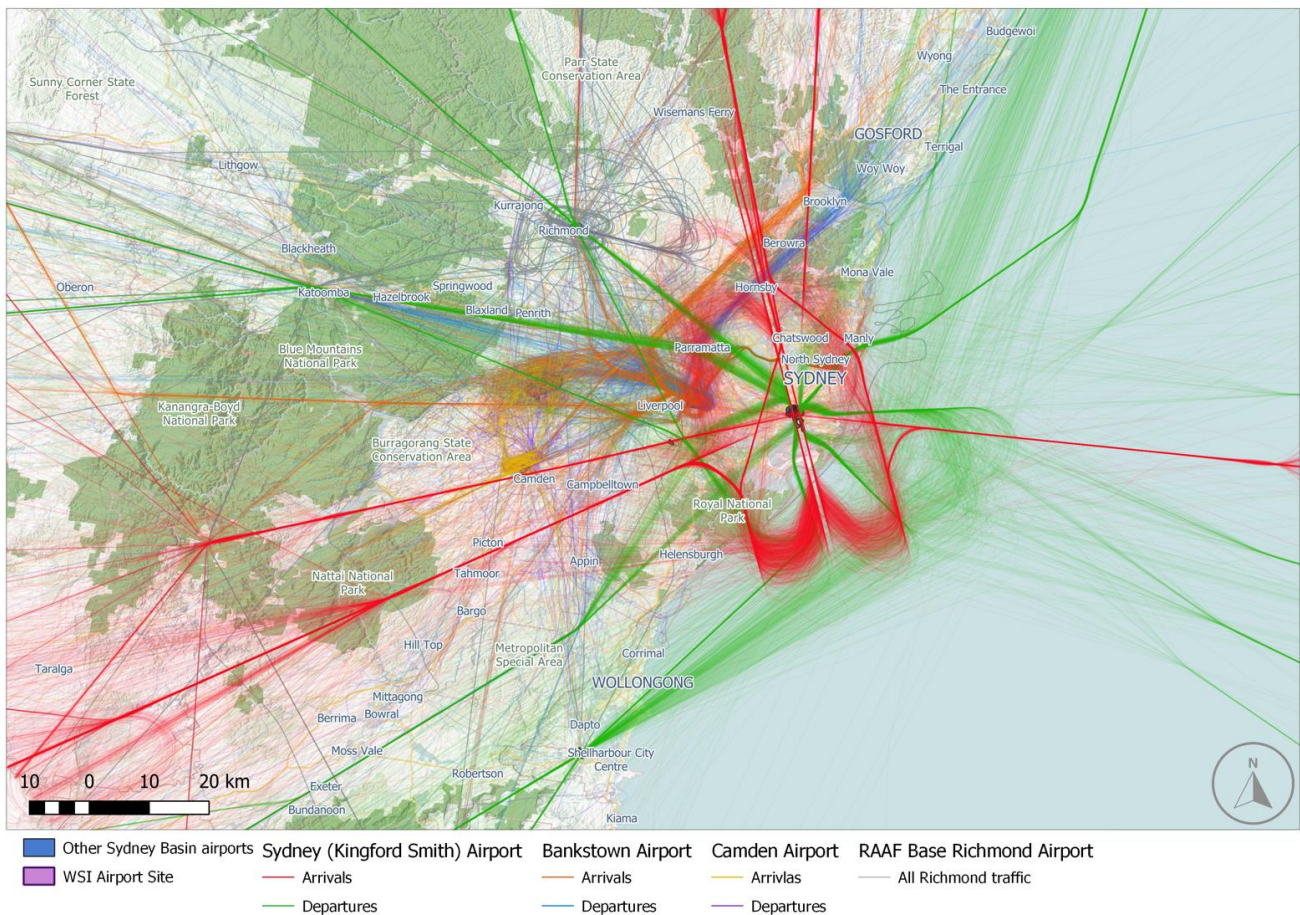 Budgewoi
Wyong
Parr State
Conservation Area
Sunny Corner State
Forest
The Entrance
Wisemans Ferry
GOSFORD
Terrigal
Lithgow
Woy Woy
Kurrajong
Brooklyn
Richmond
Berowra
Blackheath
Mona Vale
Oberon
Springwood
Hornsby
Katoomba
Hazelbrook
Blaxland
Penrith
Chatswood
Manly
Parramatta
Blue Mountains
National Park
North Sydney
SYDNEY
Kanangra-Boyd
National Park
Liverpool
Burragorang State
Conservation Area
Camden
Campbelltown
Royal National
Park
Picton
Helensburgh
Appin
Nattai National
Park
Tahmoor
Bargo
Hill Top
Metropolitan
Special Area
Corrimal
Taralga
WOLLONGONG
Mittagong
Berrima
Bowral
Dapto
Moss Vale
Shellharbour City
Centre
Robertson
Exeter
Bundanoon
Kiama
10 0 10 20 km
N
Other Sydney Basin airports
WSI Airport Site
Sydney (Kingford Smith) Airport
Arrivals
Departures
Bankstown Airport
Arrivals
Departures
Camden Airport
Arrivlas
Departures
RAAF Base Richmond Airport
All Richmond traffic